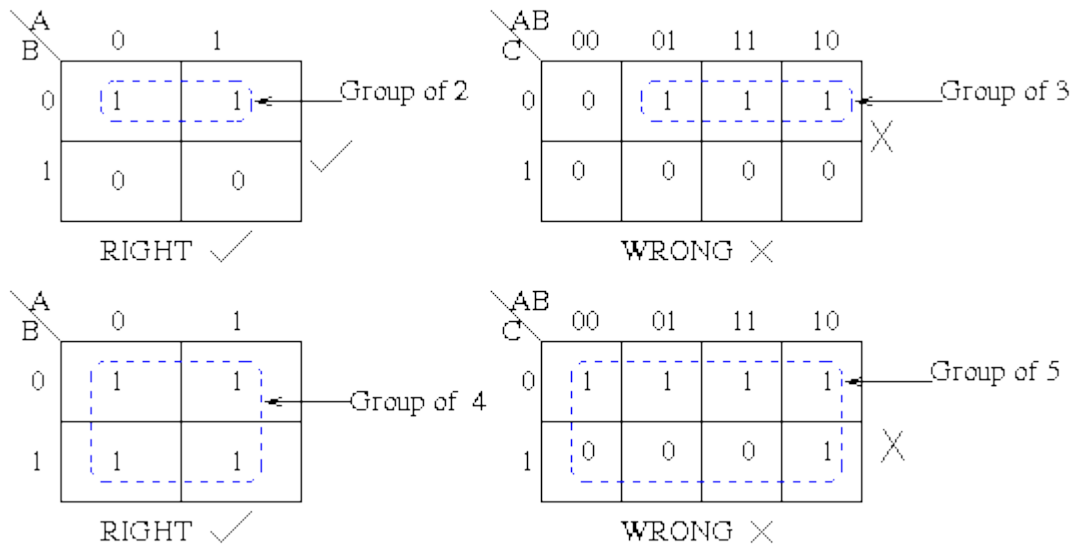 A
B
0 1
0 1 1 Group of 2
1 0 0
RIGHT
AB
C
00 01 11 10
0 0 1 1 1 Group of 3
1 0 0 0 0
WRONG
A
B
0 1
0 1 1
Group of 4
1 1 1
RIGHT
AB
C
00 01 11 10
0 1 1 1 1 Group of 5
1 0 0 0 1
WRONG